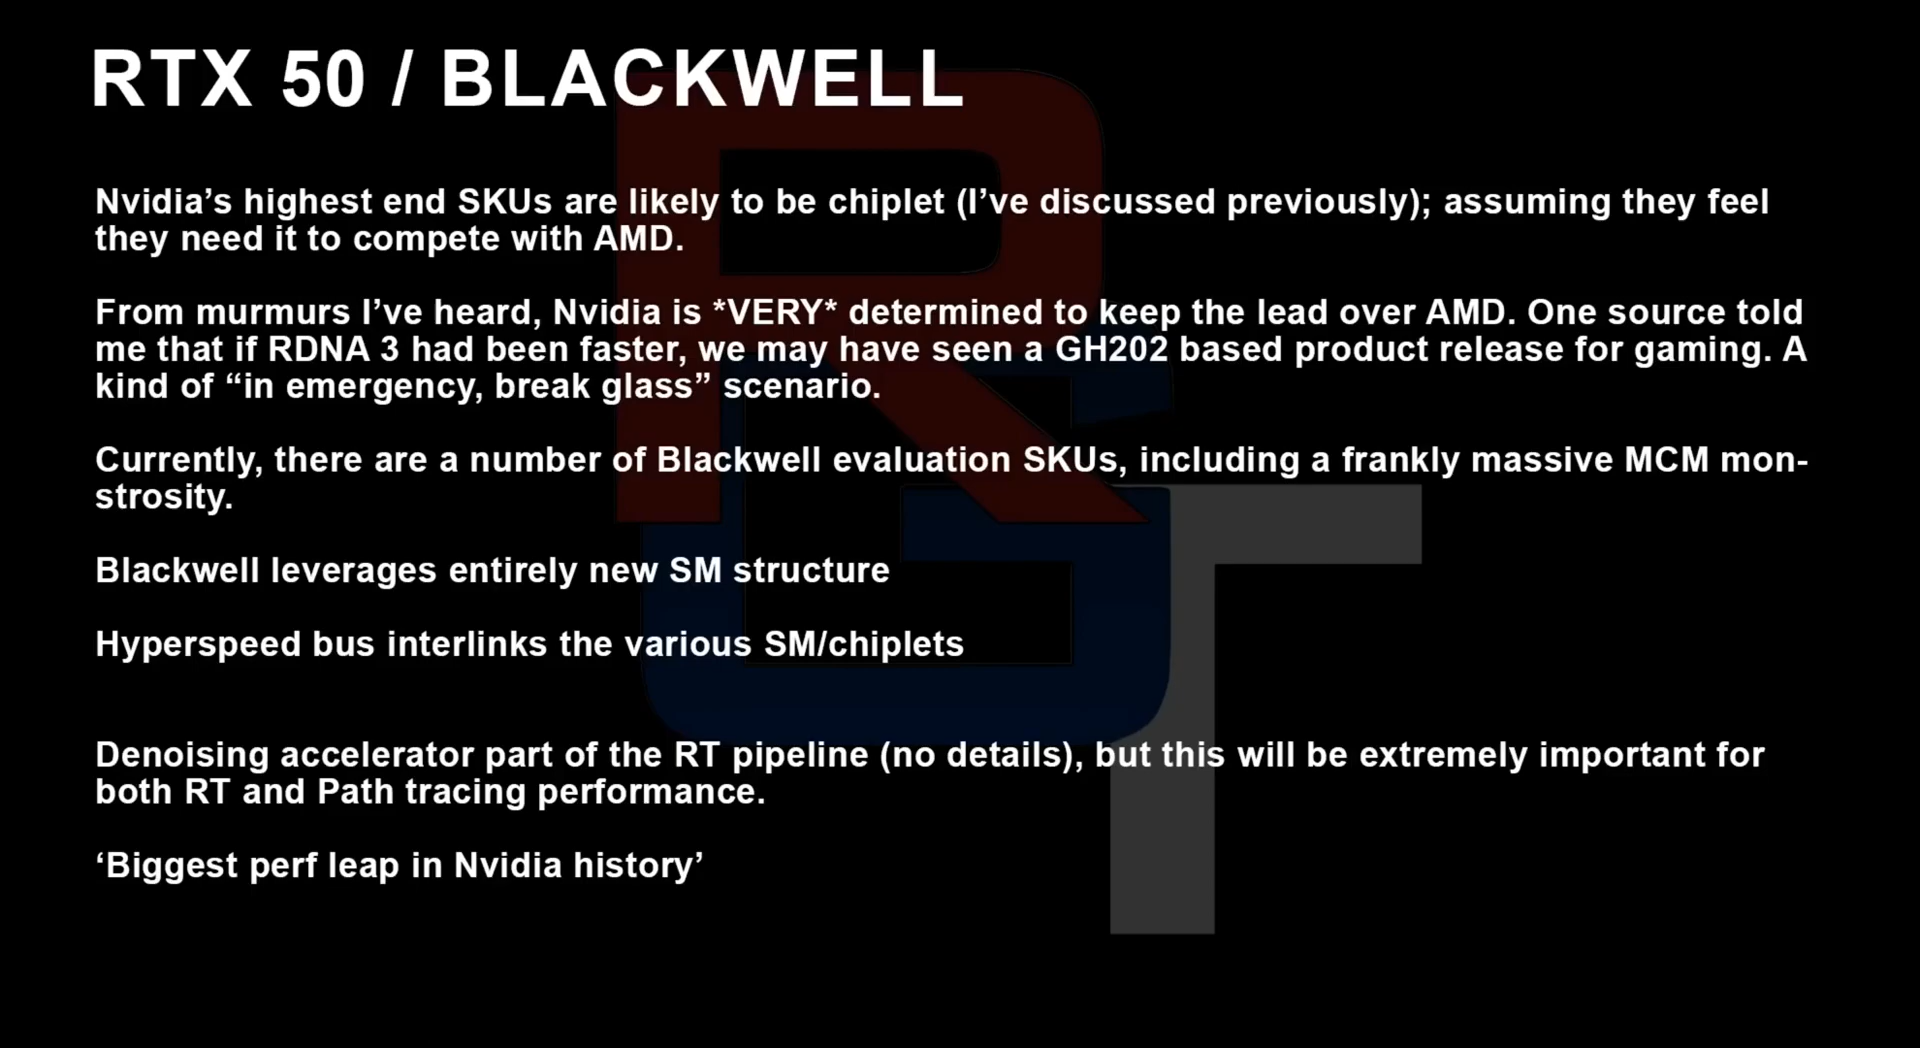 RTX 50 / BLACKWELL
Nvidia’s highest end SKUs are likely to be chiplet (I’ve discussed previously); assuming they feel
they need it to compete with AMD.
From murmurs I’ve heard, Nvidia is *VERY* determined to keep the lead over AMD. One source told
me that if RDNA 3 had been faster, we may have seen a GH202 based product release for gaming. A
kind of “in emergency, break glass” scenario.
Currently, there are a number of Blackwell evaluation SKUs, including a frankly massive MCM mon-
strosity.
Blackwell leverages entirely new SM structure
Hyperspeed bus interlinks the various SM/chiplets
Denoising accelerator part of the RT pipeline (no details), but this will be extremely important for
both RT and Path tracing performance.
‘Biggest perf leap in Nvidia history’
RGT